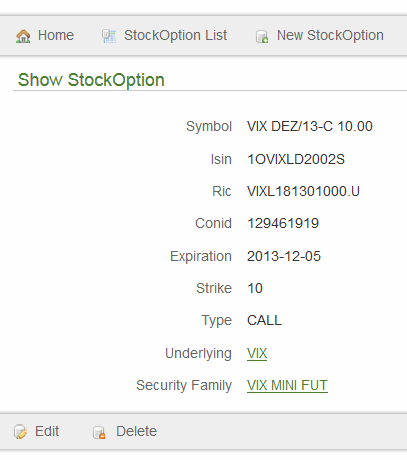 Home StockOption List New StockOption
Show StockOption
Symbol VIX DEZ/13-C 10.00
Isin 1OVIXLD2002S
Ric VIXL181301000.U
Conid 129461919
Expiration 2013-12-05
Strike 10
Type CALL
Underlying VIX
Security Family VIX MINI FUT
Edit Delete